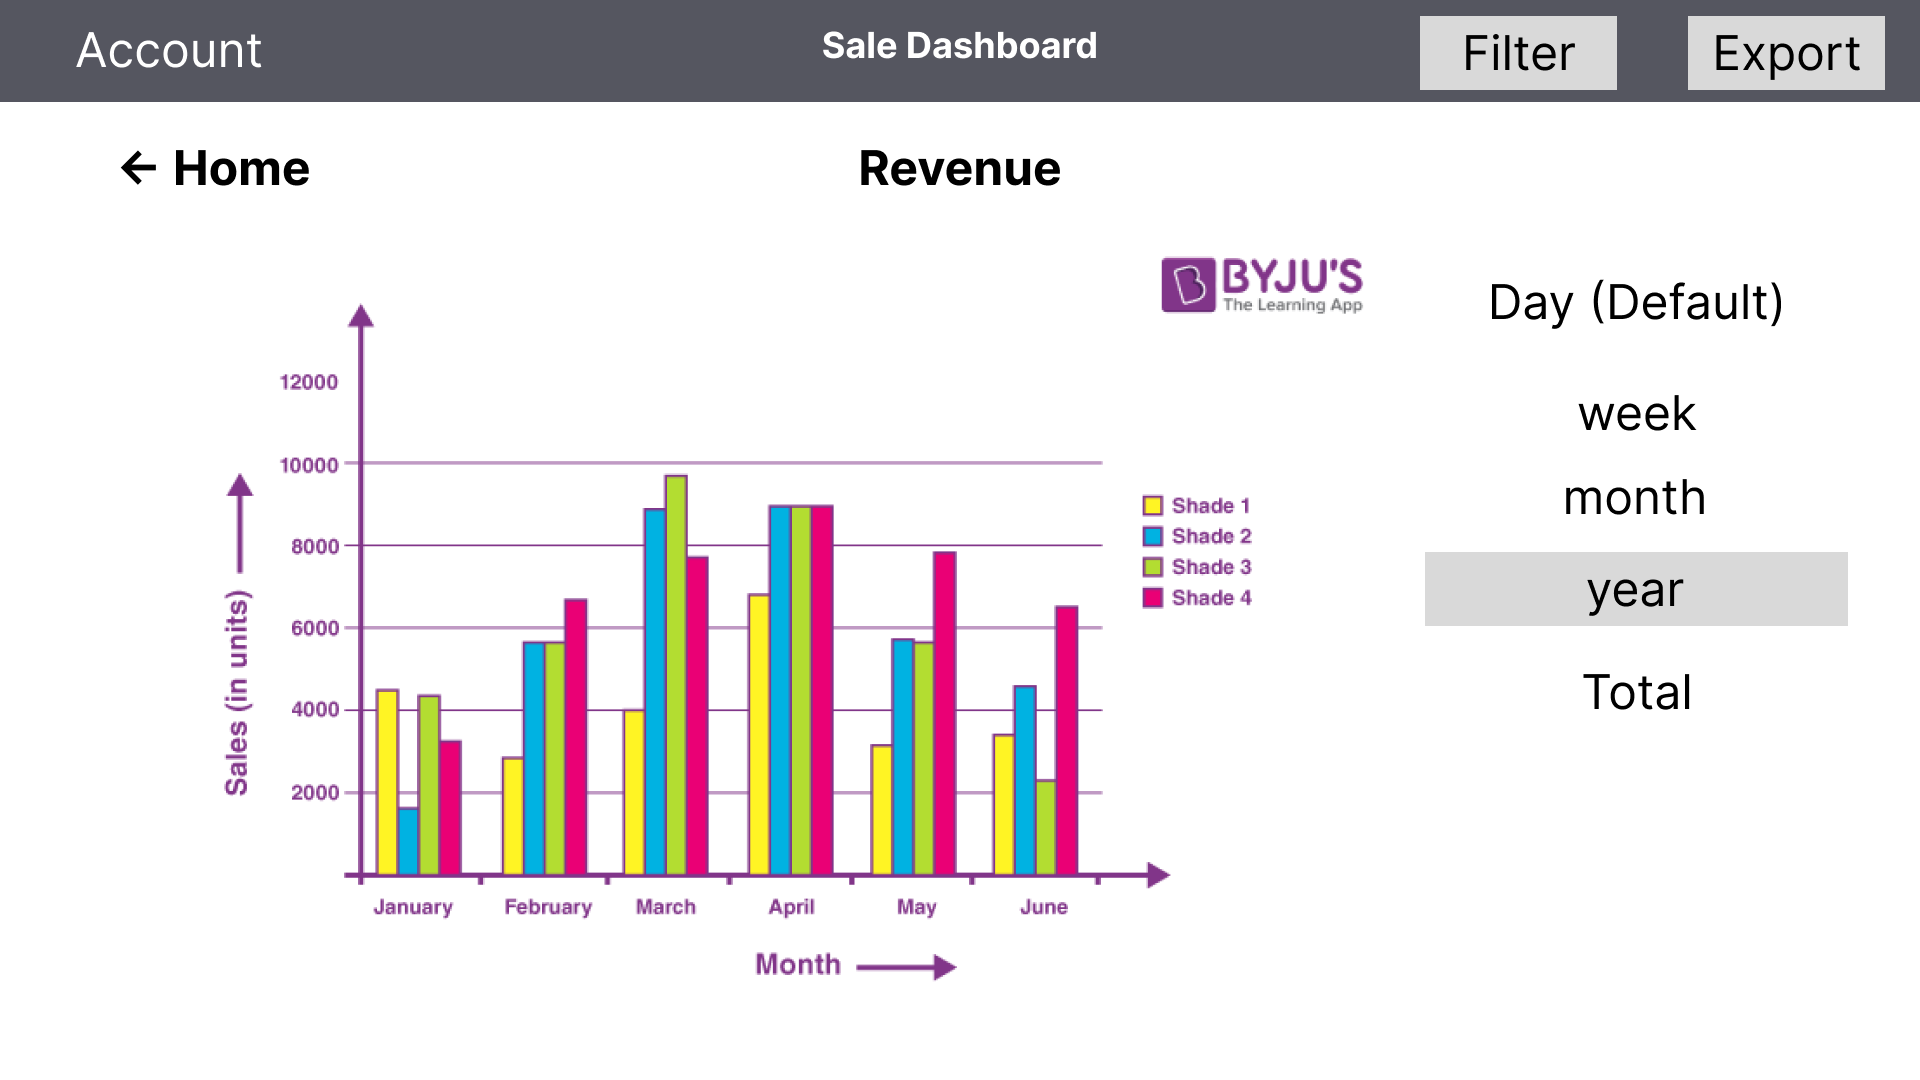 Account
Sale Dashboard
Filter
Export
← Home
Revenue
BYJU'S
The Learning App
Day (Default)
week
month
year
Total
12000
10000
8000
6000
4000
2000
Sales (in units)
Shade 1
Shade 2
Shade 3
Shade 4
January
February
March
April
May
June
Month